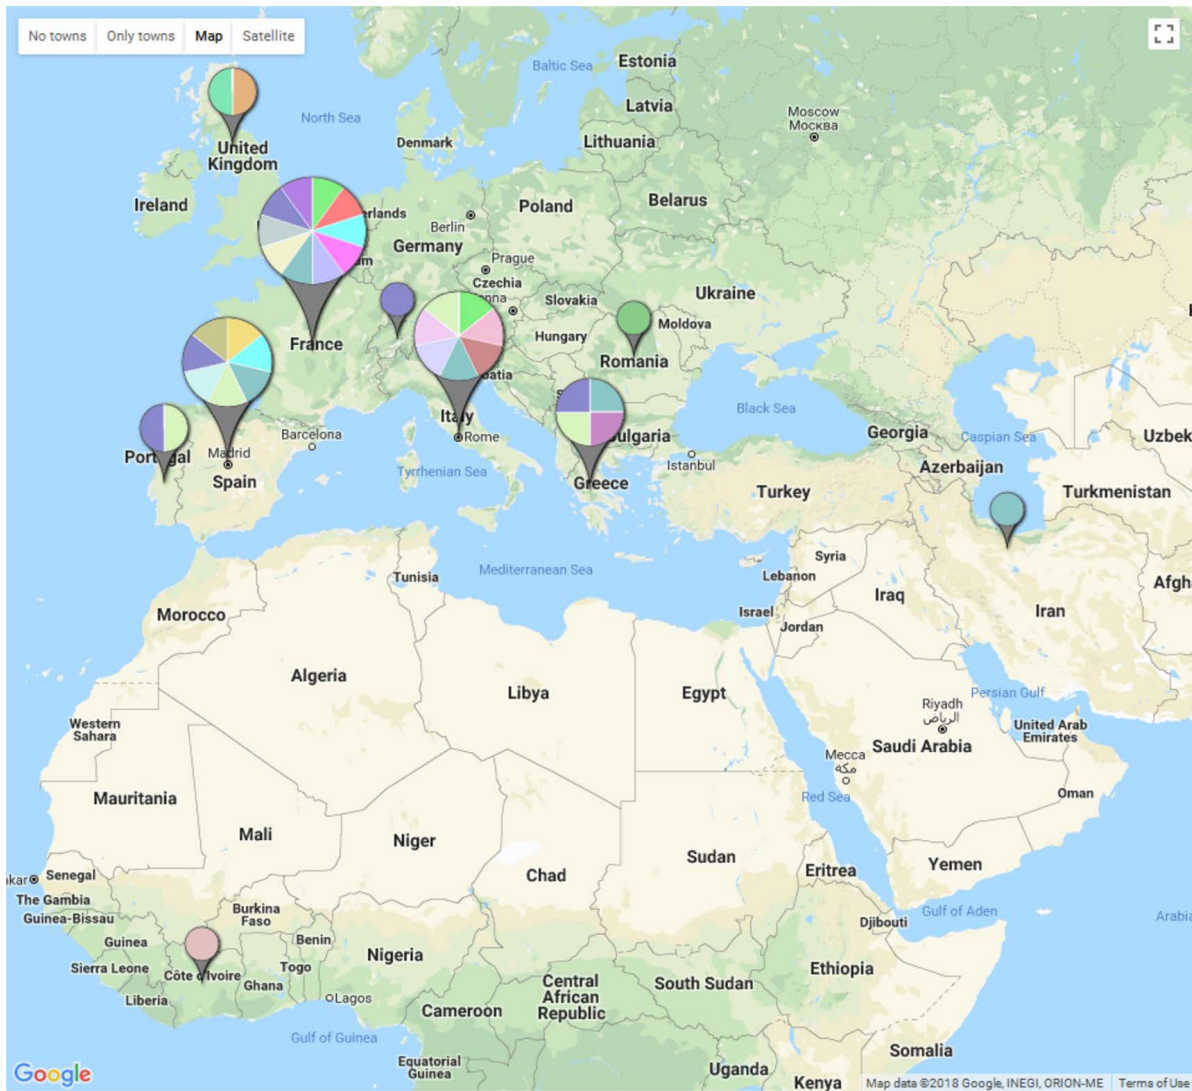 No towns
Only towns
Map
Satellite
Baltic Sea
Estonia
Latvia
Moscow
Москва
North Sea
Lithuania
Denmark
United
Kingdom
Ireland
Belarus
Poland
erlands
Berlin
Germany
Prague
Czechia
Ukraine
Slovakia
Moldova
Hungary
France
Romania
Italy
Black Sea
Georgia
Caspian Sea
Barcelona
Rome
ulgaria
Uzbek
Portugal
Madrid
Istanbul
Azerbaijan
Tyrrhenian Sea
Spain
Greece
Turkey
Turkmenistan
Syria
Mediterranean Sea
Tunisia
Lebanon
Afgh
Iraq
Morocco
Israel
Iran
Jordan
Algeria
Libya
Egypt
Persian Gulf
Riyadh
الرياض
Western
Sahara
United Arab
Emirates
Saudi Arabia
Mecca
مكة
Mauritania
Red Sea
Oman
Mali
Niger
Sudan
Chad
Yemen
Eritrea
kar
Senegal
The Gambia
Guinea-Bissau
Burkina
Faso
Gulf of Aden
Arabia
Djibouti
Guinea
Benin
Nigeria
Sierra Leone
Côte d'Ivoire
Togo
Ghana
Ethiopia
Central
African
Republic
South Sudan
Liberia
Lagos
Cameroon
Gulf of Guinea
Somalia
Equatorial
Guinea
Uganda
Kenya
Google
Map data ©2018 Google, INEGI, ORION-ME
Terms of Use